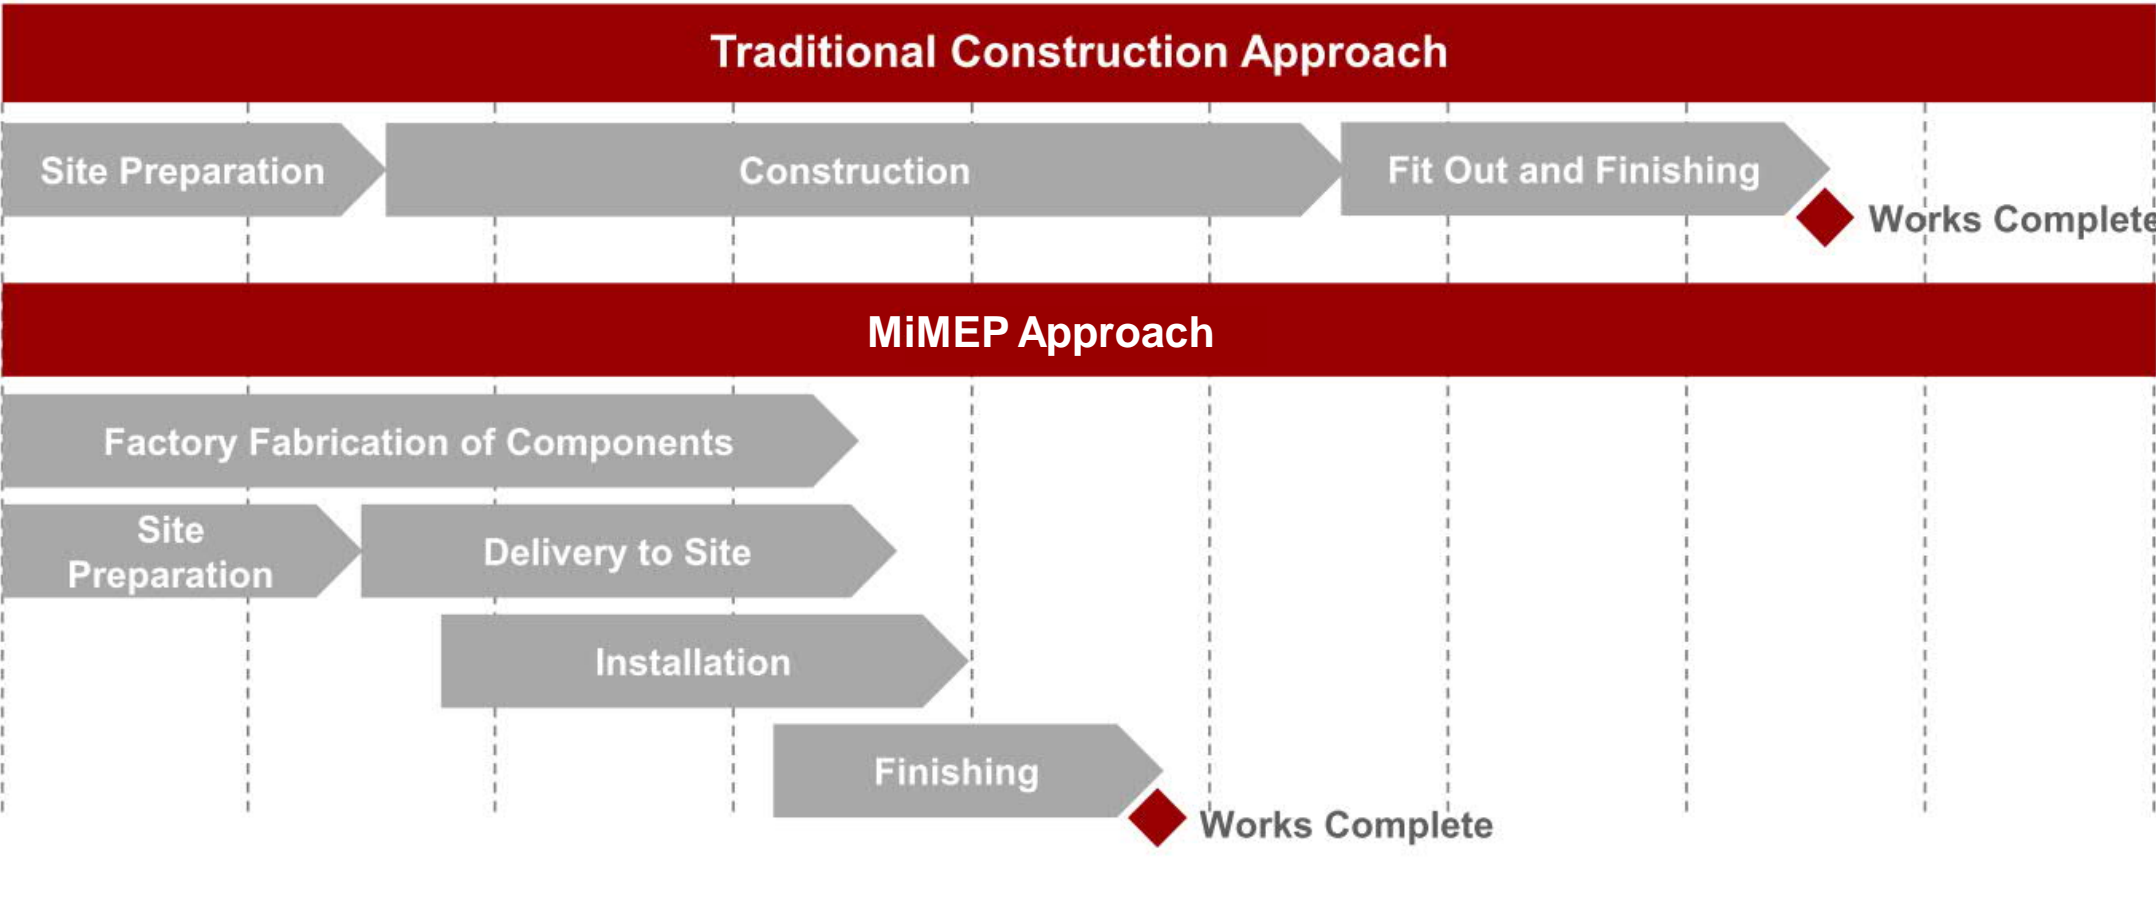 Traditional Construction Approach
Site Preparation
Construction
Fit Out and Finishing
Works Complete
MiMEP Approach
Factory Fabrication of Components
Site
Preparation
Delivery to Site
Installation
Finishing
Works Complete